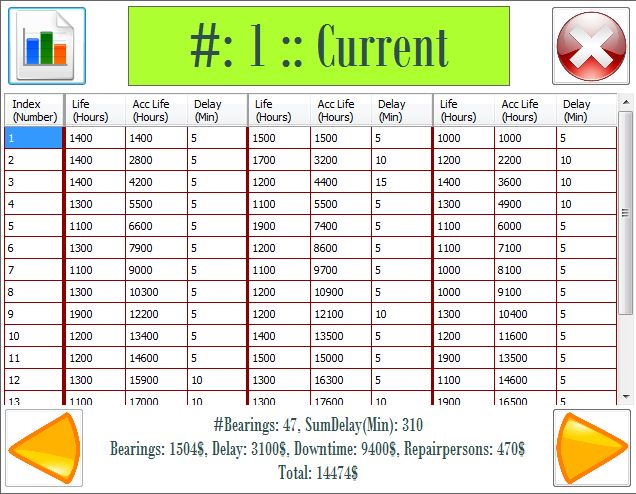 #: 1 :: Current
Index (Number) Life (Hours) Acc Life (Hours) Delay (Min) Life (Hours) Acc Life (Hours) Delay (Min) Life (Hours) Acc Life (Hours) Delay (Min)
1 1400 1400 5 1500 1500 5 1000 1000 5
2 1400 2800 5 1700 3200 10 1200 2200 10
3 1400 4200 5 1200 4400 15 1400 3600 10
4 1300 5500 5 1100 5500 5 1300 4900 10
5 1100 6600 5 1900 7400 5 1100 6000 5
6 1300 7900 5 1200 8600 5 1100 7100 5
7 1100 9000 5 1100 9700 5 1000 8100 5
8 1300 10300 5 1200 10900 5 1000 9100 5
9 1900 12200 5 1200 12100 10 1300 10400 5
10 1200 13400 5 1400 13500 5 1200 11600 5
11 1200 14600 5 1500 15000 5 1900 13500 5
12 1300 15900 10 1300 16300 5 1100 14600 5
13 1100 17000 10 1300 17600 10 1900 16500 5
#Bearings: 47, SumDelay(Min): 310
Bearings: 1504$, Delay: 3100$, Downtime: 9400$, Repairpersons: 470$
Total: 14474$